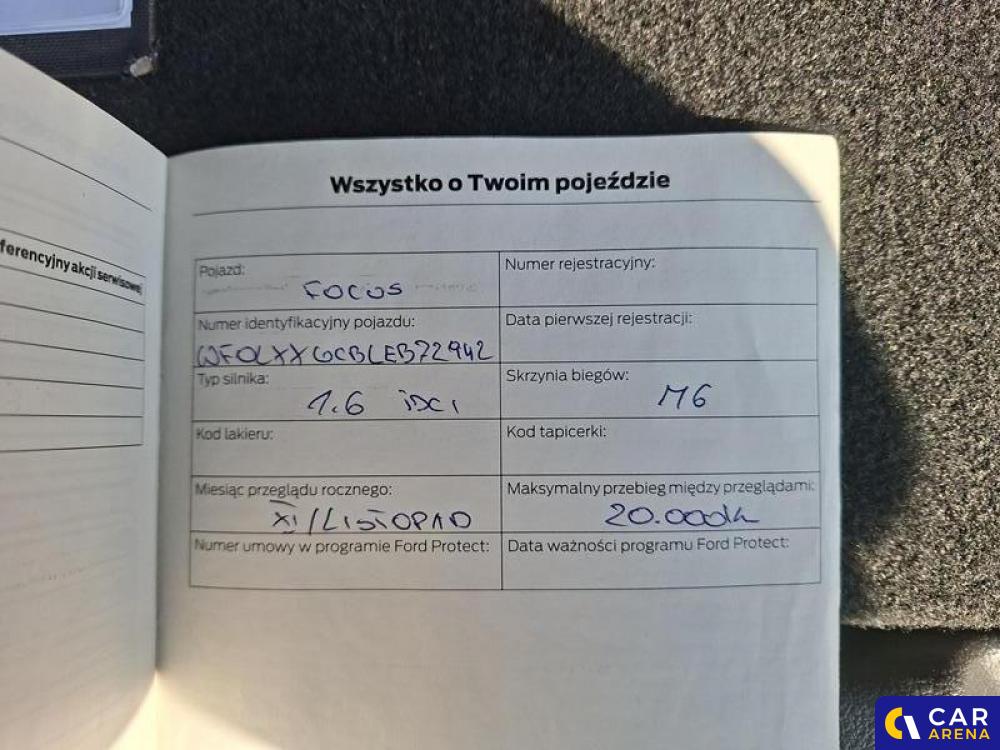 ferencyjny akcji serwisowej
Wszystko o Twoim pojeździe
Pojazd:
FOCUS
Numer rejestracyjny:
Numer identyfikacyjny pojazdu:
WF0LXXGCBLEB72942
Data pierwszej rejestracji:
Typ silnika:
1.6 TDCi
Skrzynia biegów:
M6
Kod lakieru:
Kod tapicerki:
Miesiąc przeglądu rocznego:
XI/LISTOPAD
Maksymalny przebieg między przeglądami:
20.000
Numer umowy w programie Ford Protect:
Data ważności programu Ford Protect:
CAR
ARENA